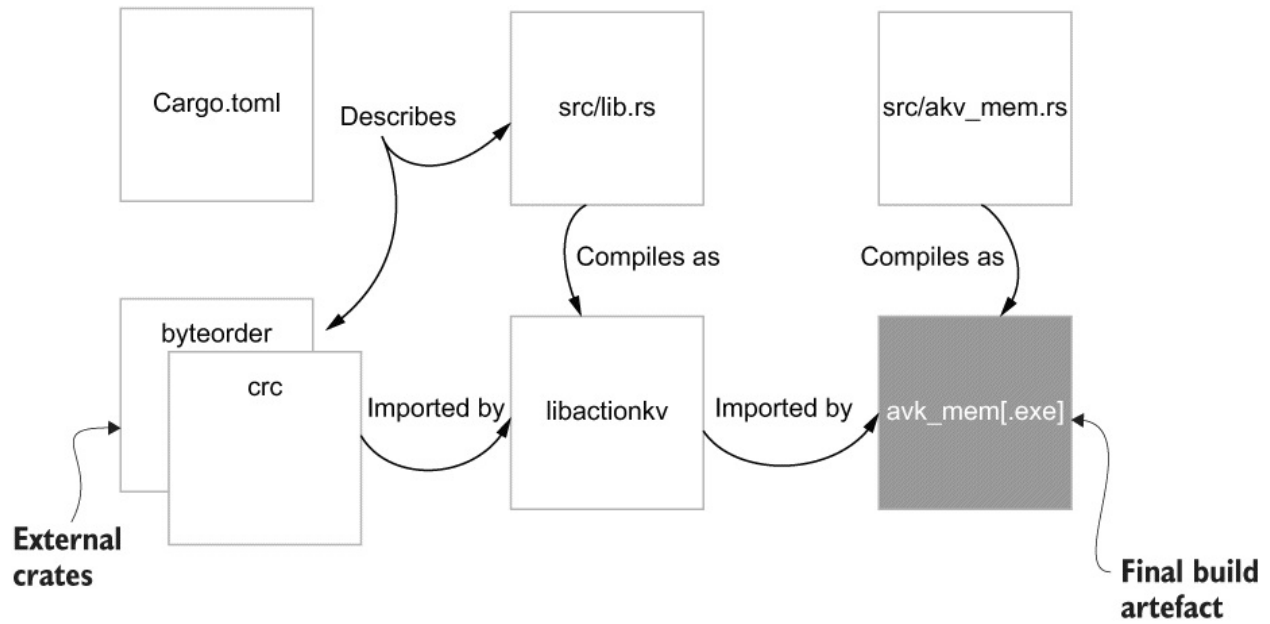 Cargo.toml
Describes
src/lib.rs
src/akv_mem.rs
Compiles as
Compiles as
byteorder
crc
Imported by
libactionkv
Imported by
avk_mem[.exe]
External
crates
Final build
artefact